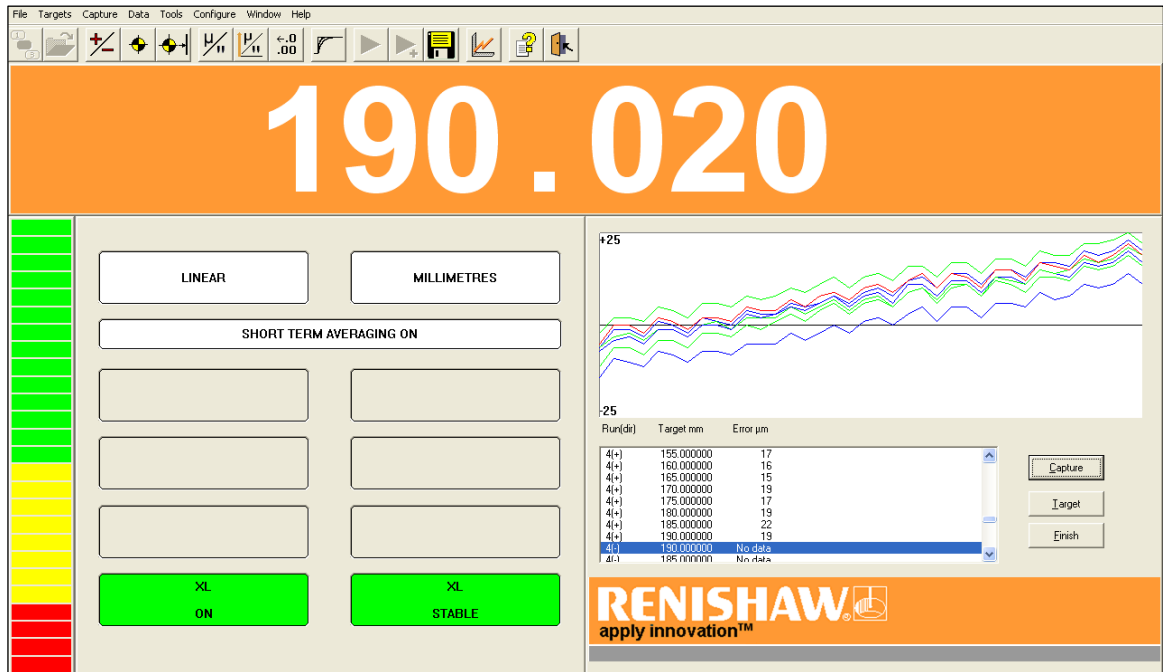 File Targets Capture Data Tools Configure Window Help
190.020
LINEAR
MILLIMETRES
SHORT TERM AVERAGING ON
XL
ON
XL
STABLE
+25
-25
Run(dir) Target mm Error µm
4(+) 155.000000 17
4(+) 160.000000 16
4(+) 165.000000 15
4(+) 170.000000 19
4(+) 175.000000 17
4(+) 180.000000 19
4(+) 185.000000 22
4(+) 190.000000 19
4(-) 190.000000 No data
4(-) 185.000000 No data
Capture
Target
Finish
RENISHAW®
apply innovation™